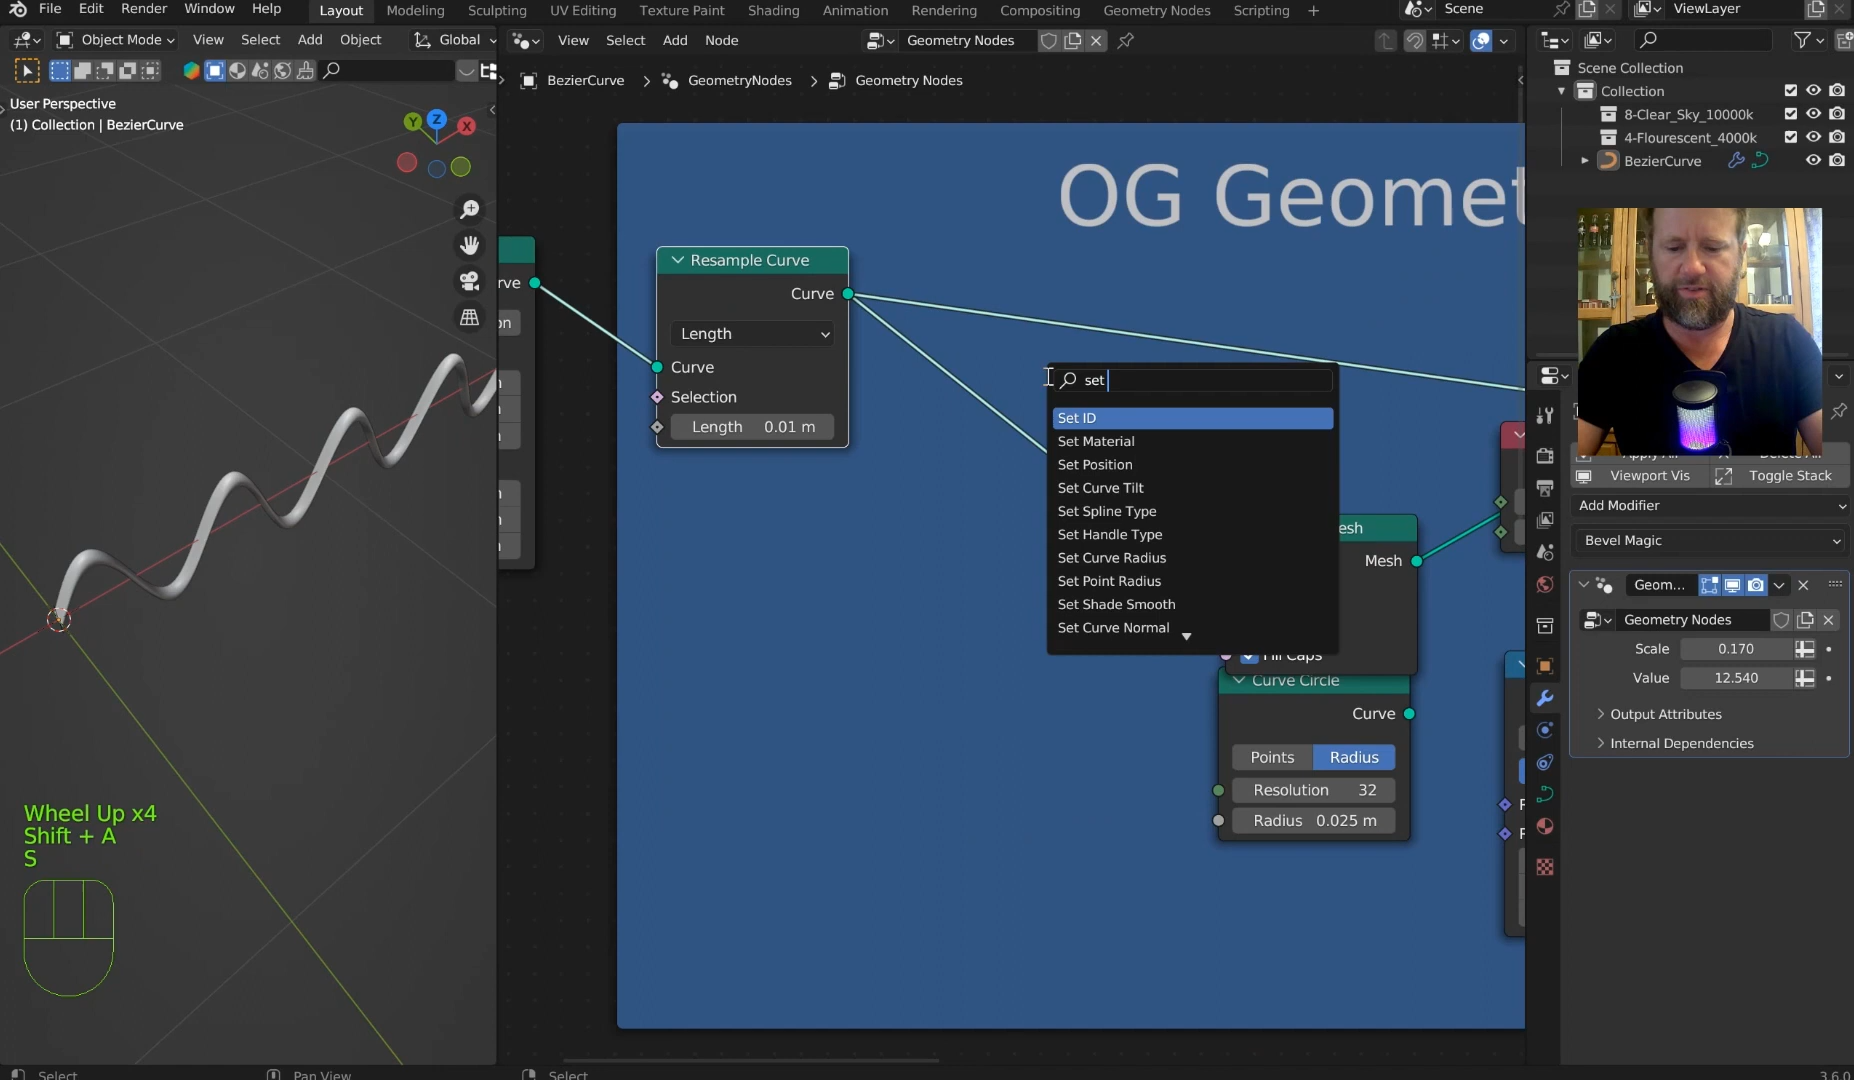 File Edit Render Window Help Layout Modeling Sculpting UV Editing Texture Paint Shading Animation Rendering Compositing Geometry Nodes Scripting + Scene ViewLayer
Object Mode View Select Add Object Global View Select Add Node Geometry Nodes
BezierCurve > GeometryNodes > Geometry Nodes
User Perspective
(1) Collection | BezierCurve
Y Z X
Scene Collection
Collection
8-Clear_Sky_10000k
4-Flourescent_4000k
BezierCurve
OG Geomet
Resample Curve
Curve
Length
Curve
Selection
Length 0.01 m
set
Set ID
Set Material
Set Position
Set Curve Tilt
Set Spline Type
Set Handle Type
Set Curve Radius
Set Point Radius
Set Shade Smooth
Set Curve Normal
esh
Mesh
Fill Caps
Curve Circle
Curve
Points Radius
Resolution 32
Radius 0.025 m
Viewport Vis Toggle Stack
Add Modifier
Bevel Magic
Geom...
Geometry Nodes
Scale 0.170
Value 12.540
Output Attributes
Internal Dependencies
Wheel Up x4
Shift + A
S
Select Pan View Select 3.6.0